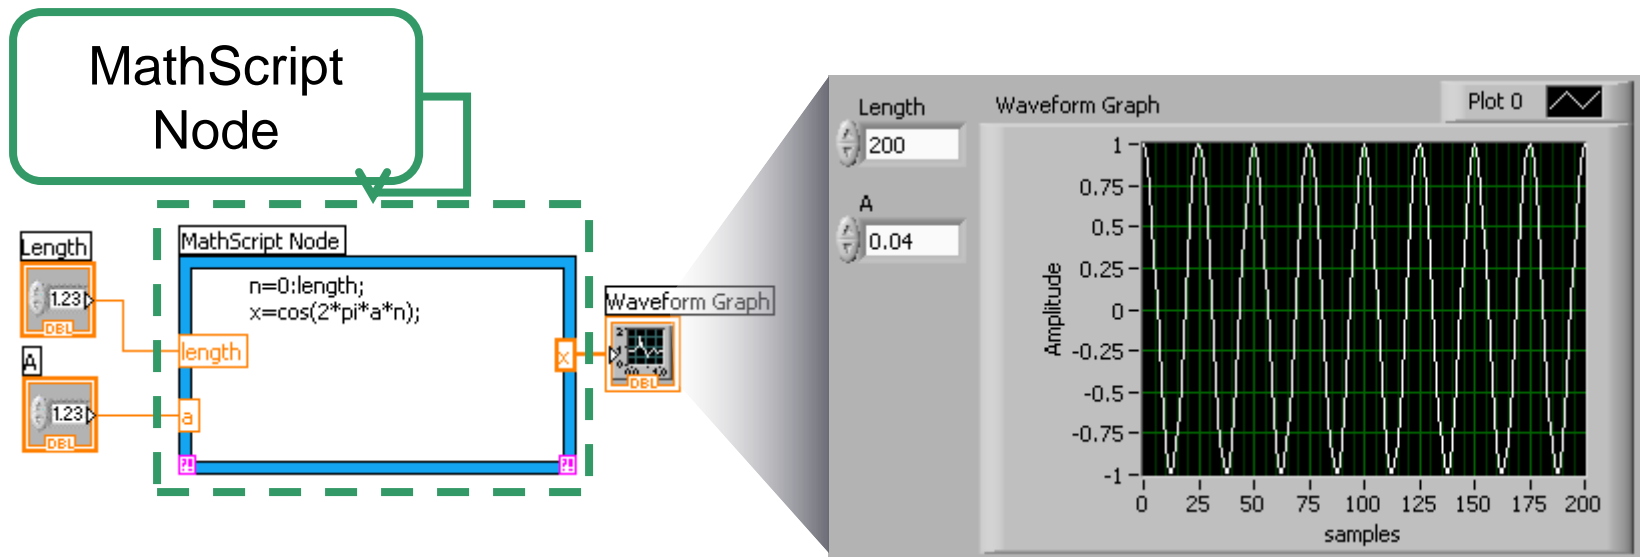 MathScript
Node
Length
1.23
DBL
A
1.23
DBL
MathScript Node
n=0:length;
x=cos(2*pi*a*n);
length
a
x
?!
?!
Waveform Graph
DBL
Length
200
A
0.04
Waveform Graph
Plot 0
Amplitude
1
0.75
0.5
0.25
0
-0.25
-0.5
-0.75
-1
0 25 50 75 100 125 150 175 200
samples